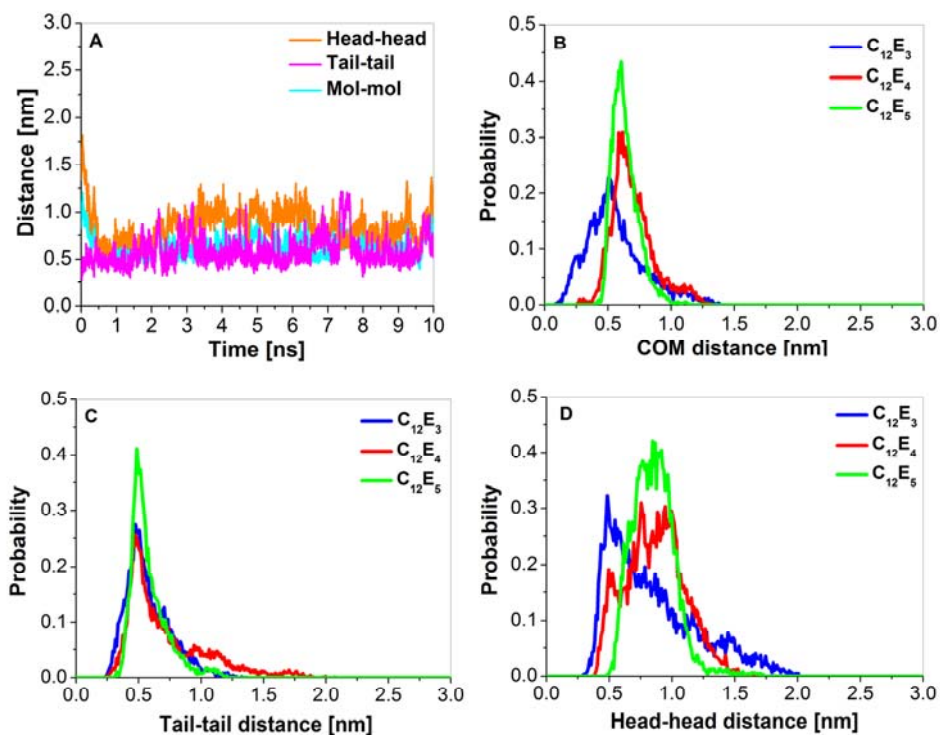 A
Head-head
Tail-tail
Mol-mol
3.0
2.5
2.0
1.5
1.0
0.5
0.0
Distance [nm]
0 1 2 3 4 5 6 7 8 9 10
Time [ns]
B
C₁₂E₃
C₁₂E₄
C₁₂E₅
0.5
0.4
0.3
0.2
0.1
0.0
Probability
0.0 0.5 1.0 1.5 2.0 2.5 3.0
COM distance [nm]
C
C₁₂E₃
C₁₂E₄
C₁₂E₅
0.5
0.4
0.3
0.2
0.1
0.0
Probability
0.0 0.5 1.0 1.5 2.0 2.5 3.0
Tail-tail distance [nm]
D
C₁₂E₃
C₁₂E₄
C₁₂E₅
0.5
0.4
0.3
0.2
0.1
0.0
Probability
0.0 0.5 1.0 1.5 2.0 2.5 3.0
Head-head distance [nm]